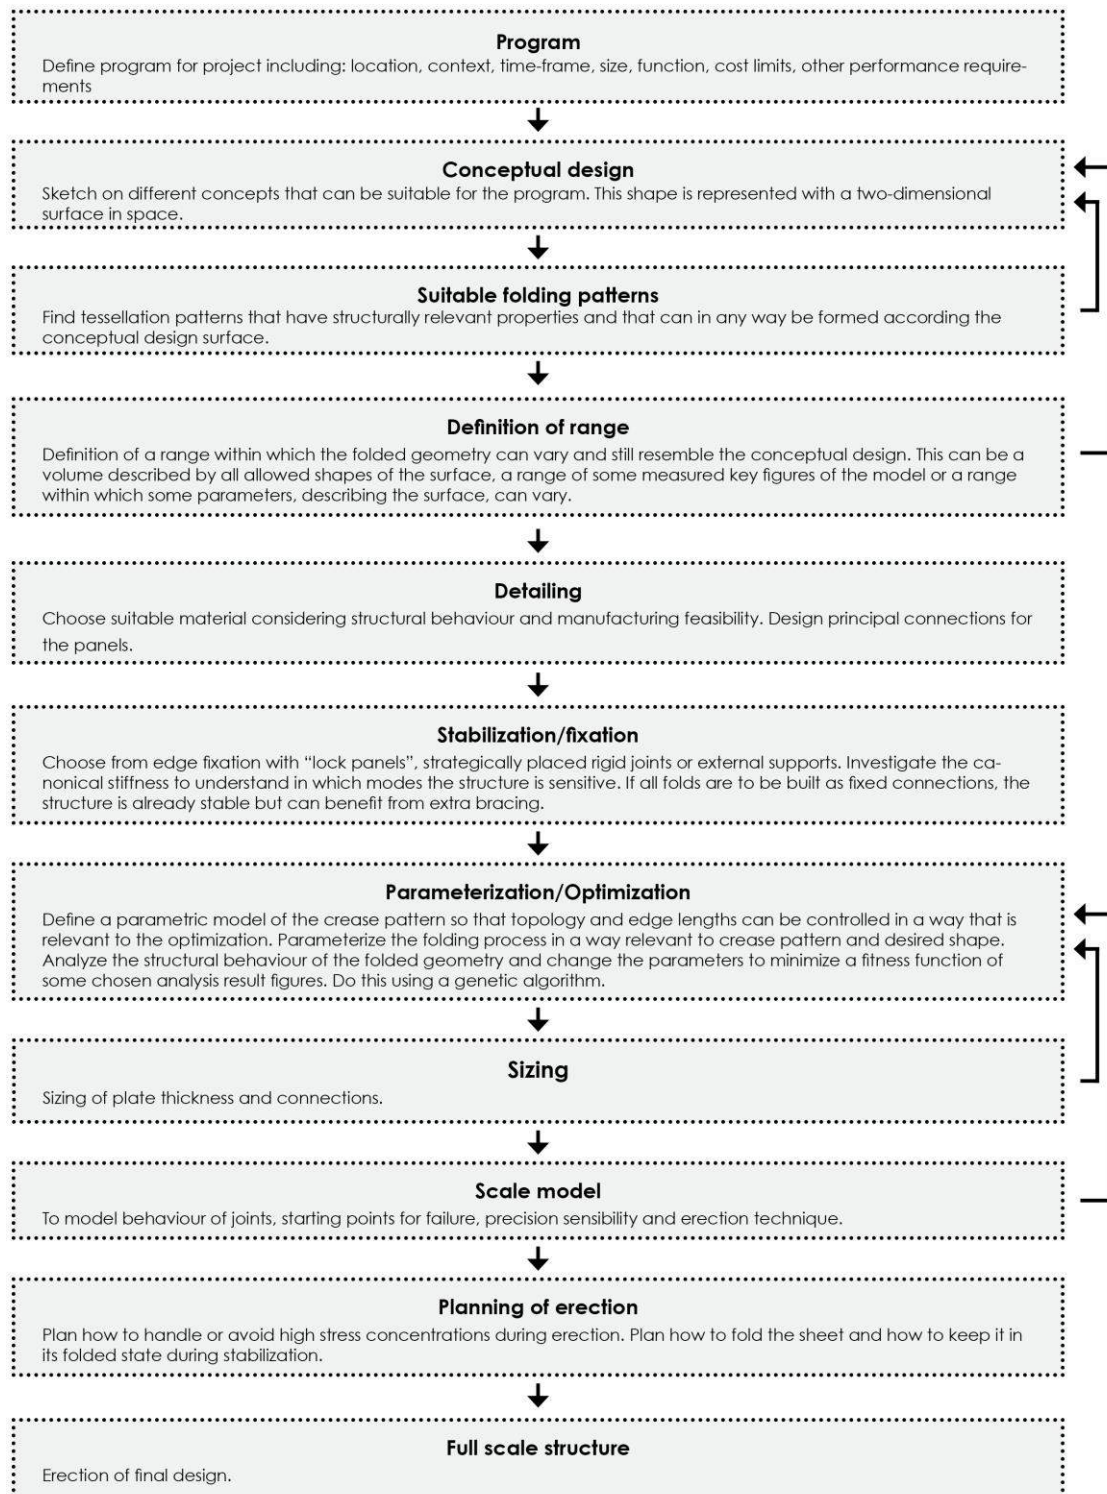 Program
Define program for project including: location, context, time-frame, size, function, cost limits, other performance require-
ments
Conceptual design
Sketch on different concepts that can be suitable for the program. This shape is represented with a two-dimensional
surface in space.
Suitable folding patterns
Find tessellation patterns that have structurally relevant properties and that can in any way be formed according the
conceptual design surface.
Definition of range
Definition of a range within which the folded geometry can vary and still resemble the conceptual design. This can be a
volume described by all allowed shapes of the surface, a range of some measured key figures of the model or a range
within which some parameters, describing the surface, can vary.
Detailing
Choose suitable material considering structural behaviour and manufacturing feasibility. Design principal connections for
the panels.
Stabilization/fixation
Choose from edge fixation with “lock panels”, strategically placed rigid joints or external supports. Investigate the ca-
nonical stiffness to understand in which modes the structure is sensitive. If all folds are to be built as fixed connections, the
structure is already stable but can benefit from extra bracing.
Parameterization/Optimization
Define a parametric model of the crease pattern so that topology and edge lengths can be controlled in a way that is
relevant to the optimization. Parameterize the folding process in a way relevant to crease pattern and desired shape.
Analyze the structural behaviour of the folded geometry and change the parameters to minimize a fitness function of
some chosen analysis result figures. Do this using a genetic algorithm.
Sizing
Sizing of plate thickness and connections.
Scale model
To model behaviour of joints, starting points for failure, precision sensibility and erection technique.
Planning of erection
Plan how to handle or avoid high stress concentrations during erection. Plan how to fold the sheet and how to keep it in
its folded state during stabilization.
Full scale structure
Erection of final design.